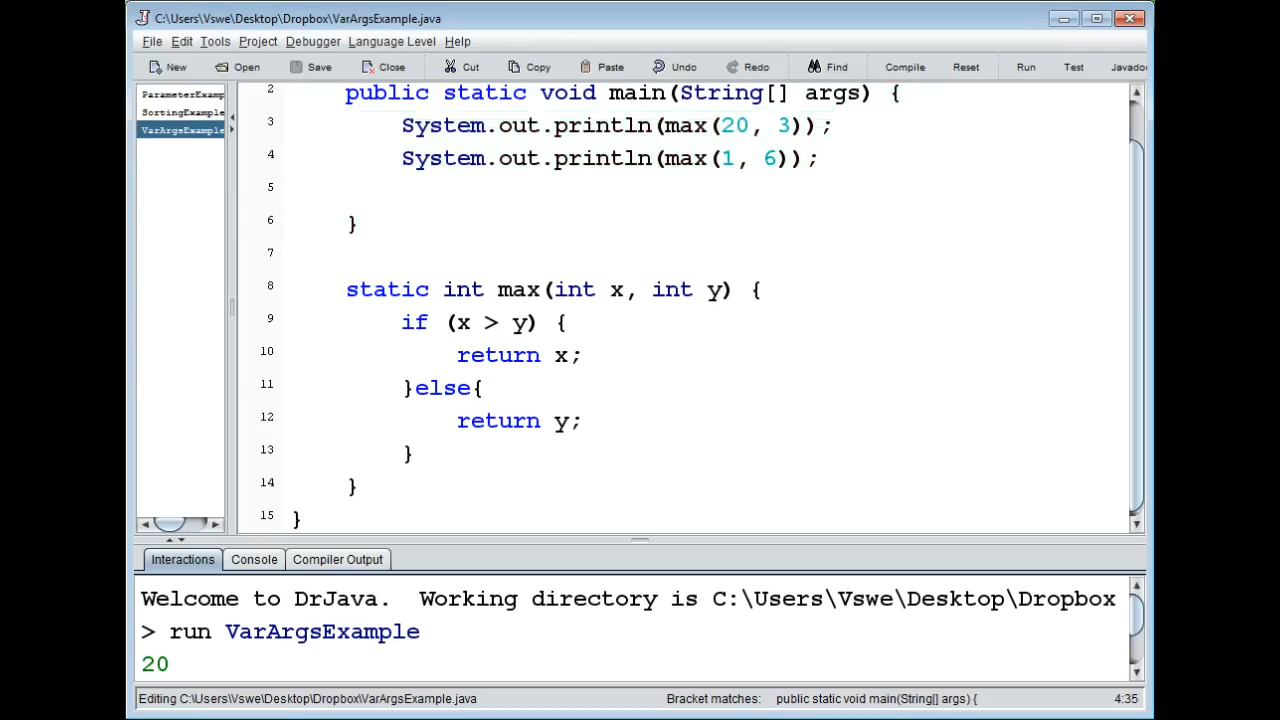 C:\Users\Vswe\Desktop\Dropbox\VarArgsExample.java
File Edit Tools Project Debugger Language Level Help
New Open Save Close Cut Copy Paste Undo Redo Find Compile Reset Run Test Javado
ParameterExamp
SortingExample
VarArgsExample
2 public static void main(String[] args) {
3 System.out.println(max(20, 3));
4 System.out.println(max(1, 6));
5
6 }
7
8 static int max(int x, int y) {
9 if (x > y) {
10 return x;
11 }else{
12 return y;
13 }
14 }
15 }
Interactions Console Compiler Output
Welcome to DrJava. Working directory is C:\Users\Vswe\Desktop\Dropbox
> run VarArgsExample
20
Editing C:\Users\Vswe\Desktop\Dropbox\VarArgsExample.java Bracket matches: public static void main(String[] args) { 4:35